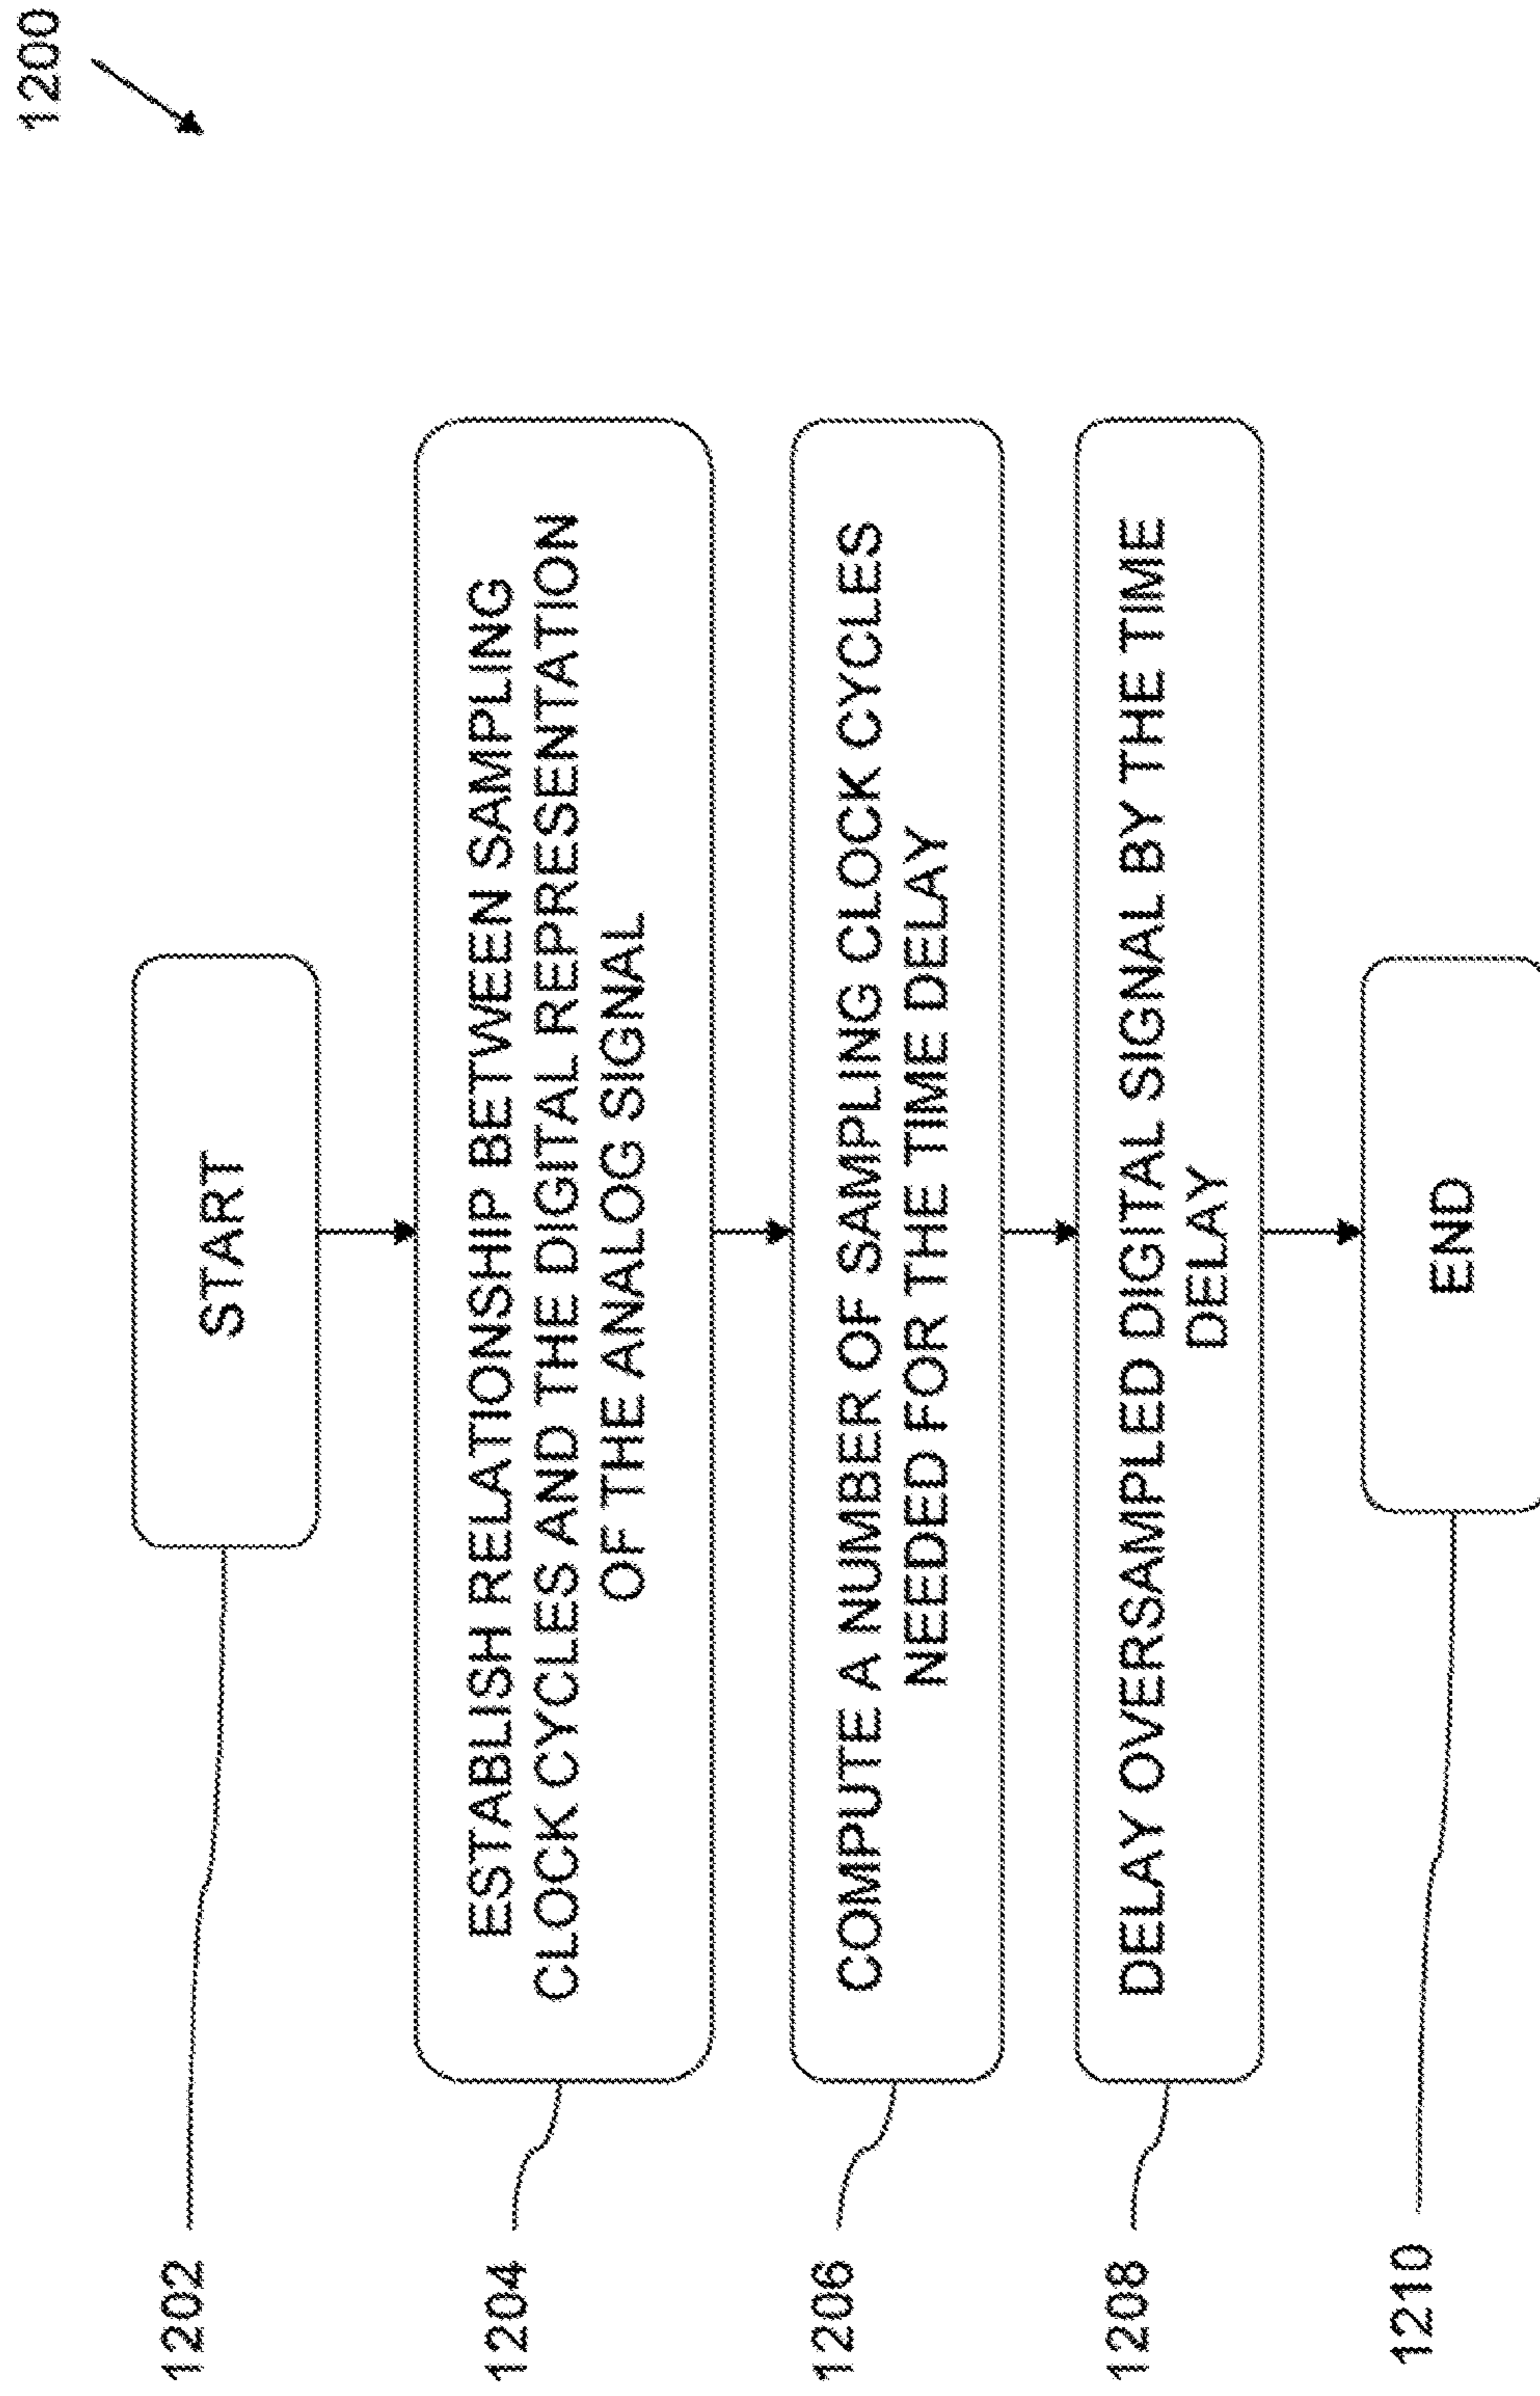 1200
1202
START
1204
ESTABLISH RELATIONSHIP BETWEEN SAMPLING
CLOCK CYCLES AND THE DIGITAL REPRESENTATION
OF THE ANALOG SIGNAL
1206
COMPUTE A NUMBER OF SAMPLING CLOCK CYCLES
NEEDED FOR THE TIME DELAY
1208
DELAY OVERSAMPLED DIGITAL SIGNAL BY THE TIME
DELAY
1210
END